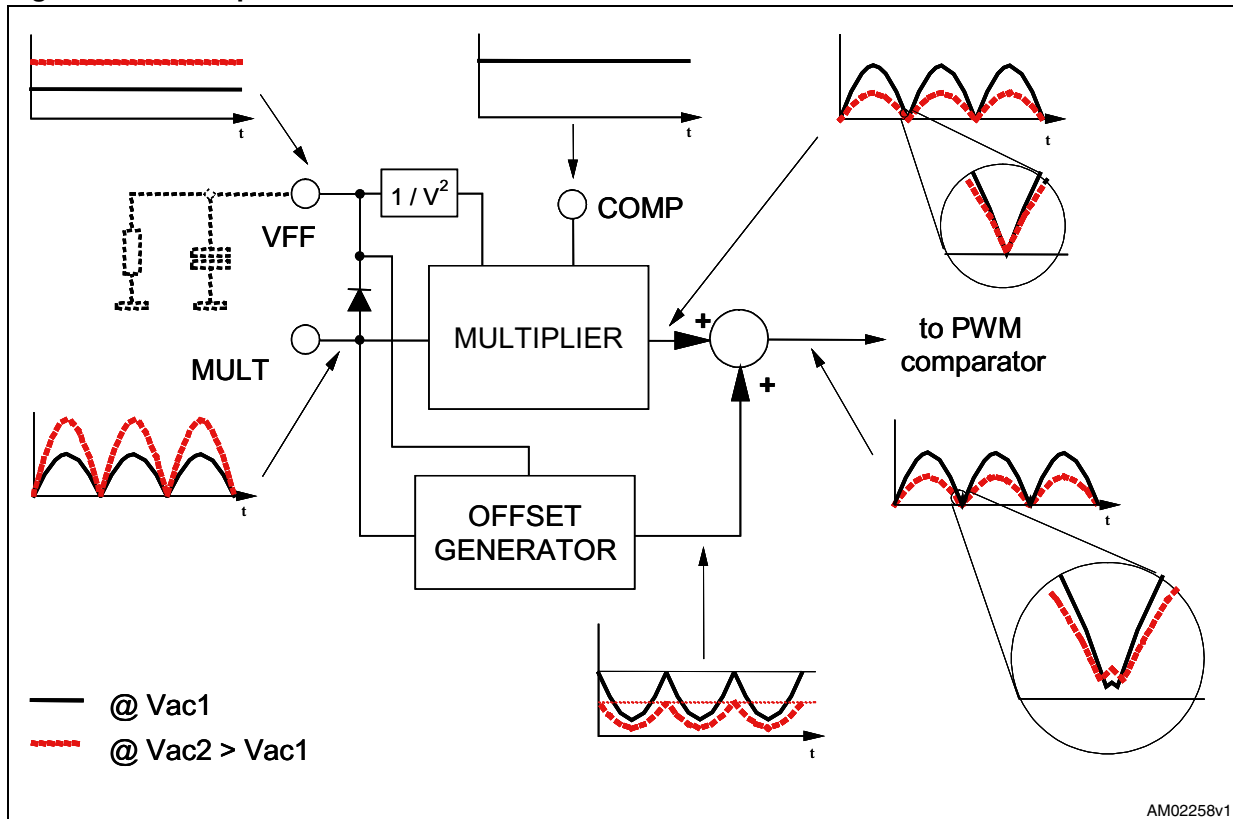 t
t
t
1 / V²
COMP
VFF
MULTIPLIER
+
to PWM
comparator
MULT
+
t
t
OFFSET
GENERATOR
t
@ Vac1
@ Vac2 > Vac1
AM02258v1